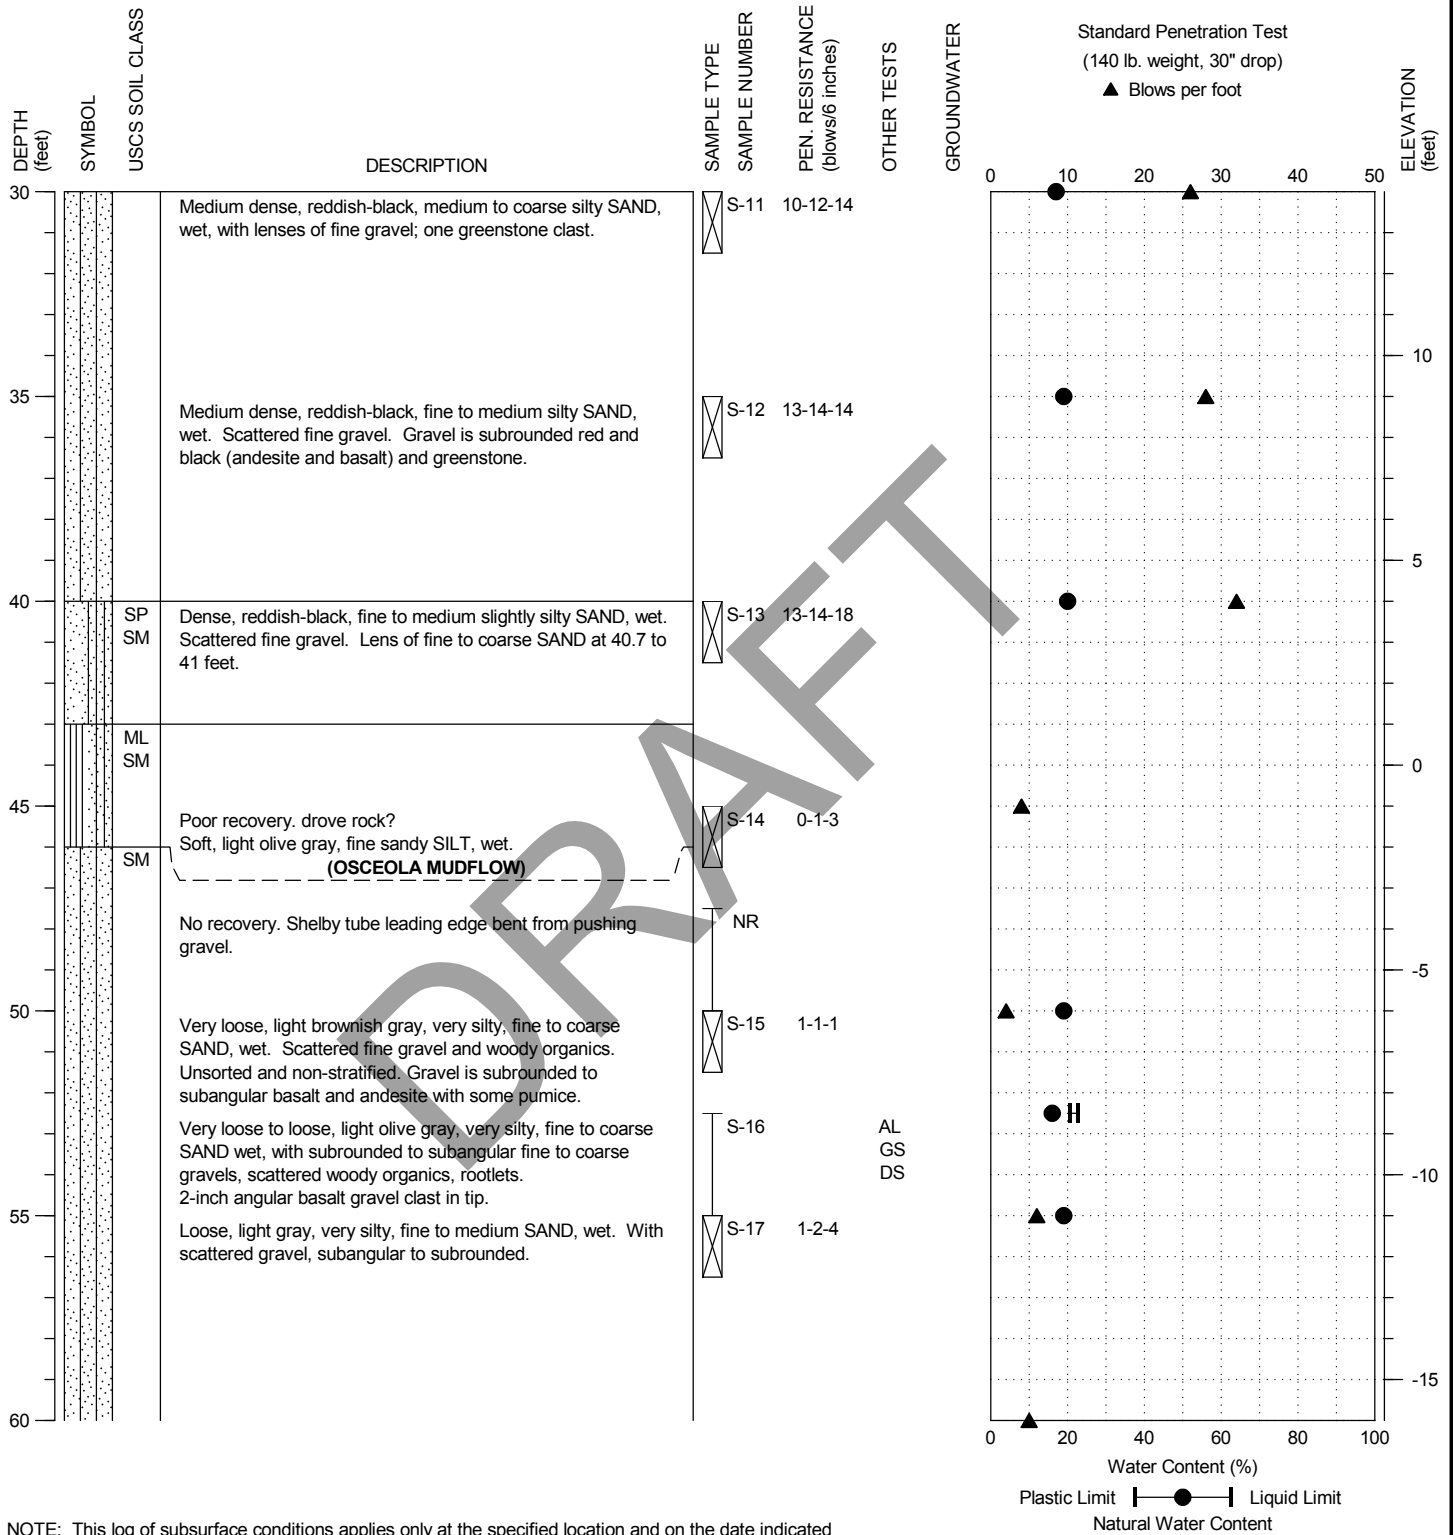 DEPTH
(feet)
SYMBOL
USCS SOIL CLASS
DESCRIPTION
SAMPLE TYPE
SAMPLE NUMBER
PEN. RESISTANCE
(blows/6 inches)
OTHER TESTS
GROUNDWATER
Standard Penetration Test
(140 lb. weight, 30" drop)
▲ Blows per foot
ELEVATION
(feet)
0 10 20 30 40 50
30
Medium dense, reddish-black, medium to coarse silty SAND,
wet, with lenses of fine gravel; one greenstone clast.
S-11 10-12-14
10
35
Medium dense, reddish-black, fine to medium silty SAND,
wet. Scattered fine gravel. Gravel is subrounded red and
black (andesite and basalt) and greenstone.
S-12 13-14-14
5
40
SP
SM
Dense, reddish-black, fine to medium slightly silty SAND, wet.
Scattered fine gravel. Lens of fine to coarse SAND at 40.7 to
41 feet.
S-13 13-14-18
ML
SM
0
45
Poor recovery. drove rock?
Soft, light olive gray, fine sandy SILT, wet.
(OSCEOLA MUDFLOW)
S-14 0-1-3
SM
No recovery. Shelby tube leading edge bent from pushing
gravel.
NR
-5
50
Very loose, light brownish gray, very silty, fine to coarse
SAND, wet. Scattered fine gravel and woody organics.
Unsorted and non-stratified. Gravel is subrounded to
subangular basalt and andesite with some pumice.
S-15 1-1-1
Very loose to loose, light olive gray, very silty, fine to coarse
SAND wet, with subrounded to subangular fine to coarse
gravels, scattered woody organics, rootlets.
2-inch angular basalt gravel clast in tip.
S-16
AL
GS
DS
-10
55
Loose, light gray, very silty, fine to medium SAND, wet. With
scattered gravel, subangular to subrounded.
S-17 1-2-4
-15
60
0 20 40 60 80 100
Water Content (%)
Plastic Limit Liquid Limit
Natural Water Content
NOTE: This log of subsurface conditions applies only at the specified location and on the date indicated
DRAFT